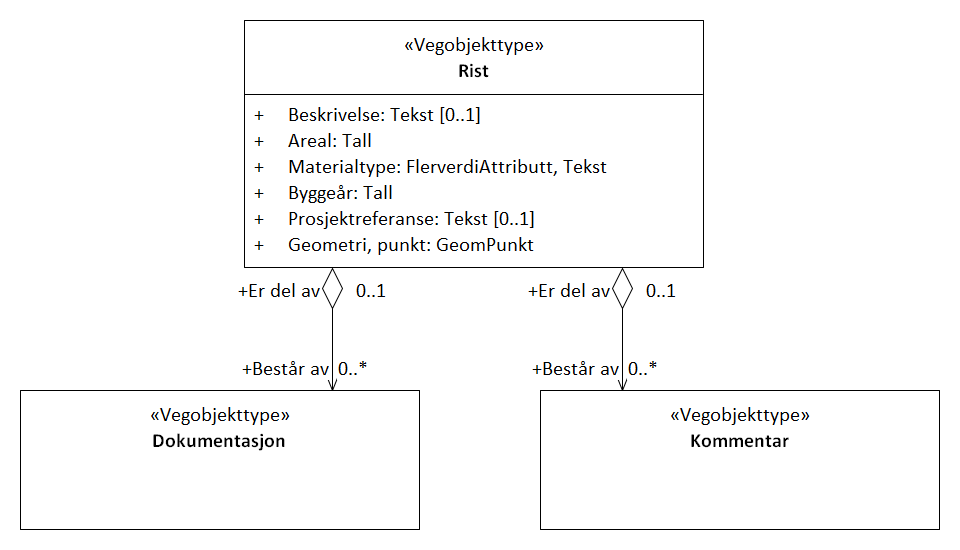 «Vegobjekttype»
Rist
+ Beskrivelse: Tekst [0..1]
+ Areal: Tall
+ Materialtype: FlerverdiAttributt, Tekst
+ Byggeår: Tall
+ Prosjektreferanse: Tekst [0..1]
+ Geometri, punkt: GeomPunkt
+Er del av 0..1 +Er del av 0..1
+Består av 0..* +Består av 0..*
«Vegobjekttype» «Vegobjekttype»
Dokumentasjon Kommentar